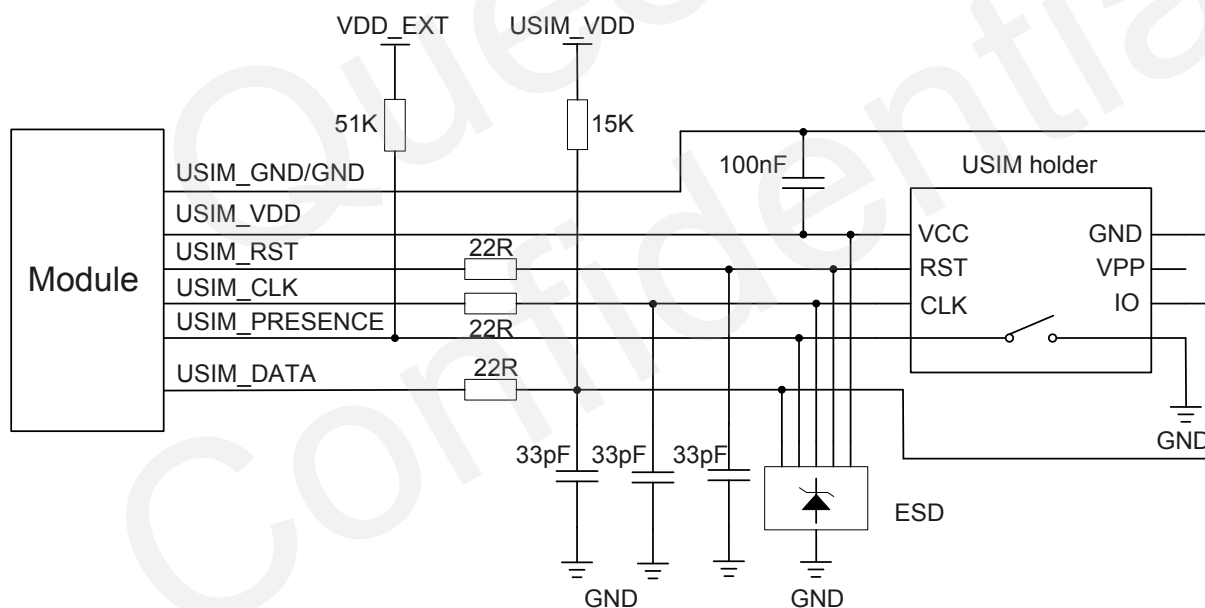 VDD_EXT
USIM_VDD
51K
15K
Module
USIM_GND/GND
USIM_VDD
USIM_RST
USIM_CLK
USIM_PRESENCE
USIM_DATA
22R
22R
22R
100nF
USIM holder
VCC
GND
RST
VPP
CLK
IO
GND
33pF
33pF
33pF
ESD
GND
GND
Confidential